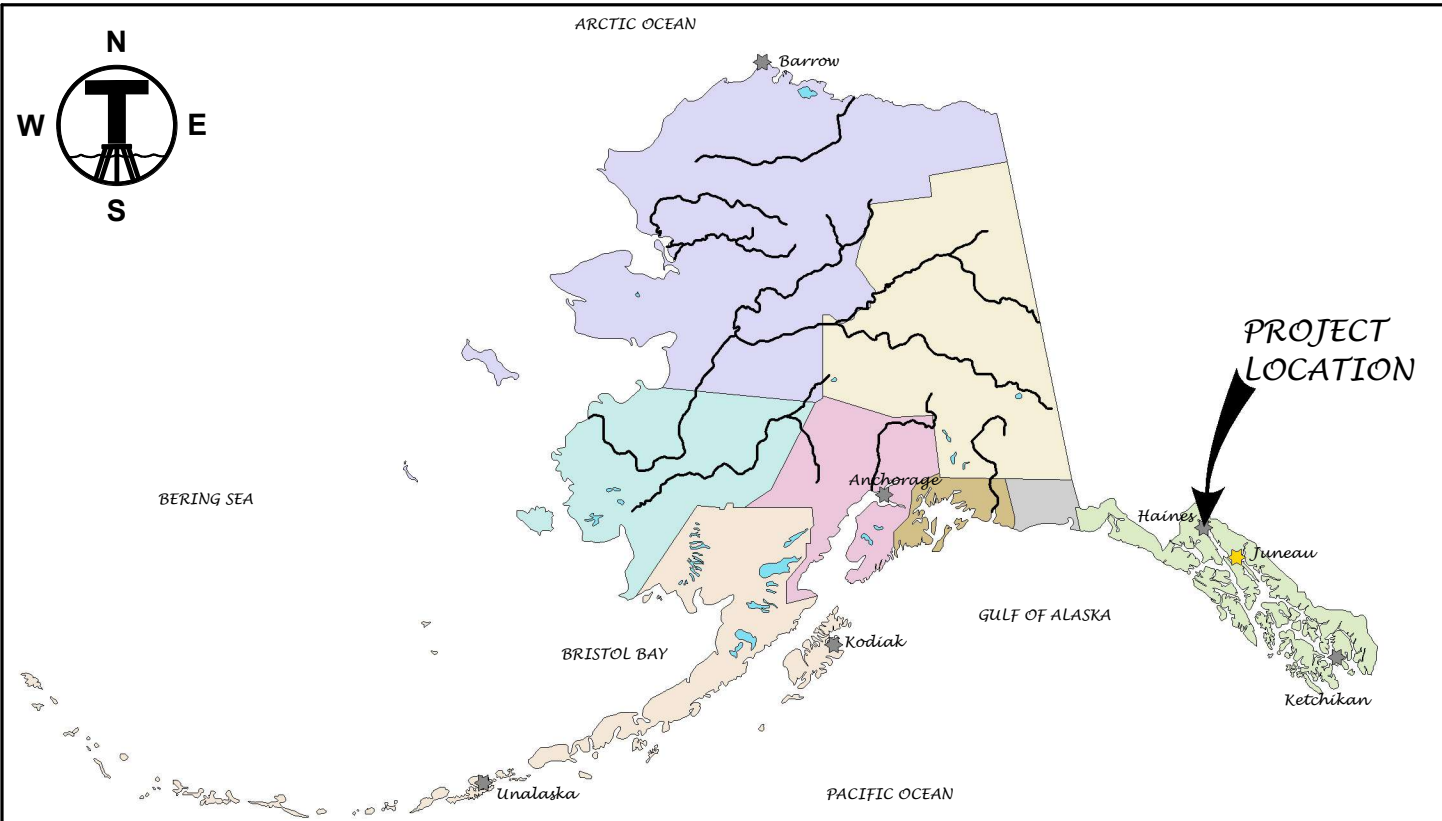 ARCTIC OCEAN
N
W
T
E
S
Barrow
PROJECT
LOCATION
BERING SEA
Anchorage
Haines
Juneau
GULF OF ALASKA
BRISTOL BAY
Kodiak
Ketchikan
Unalaska
PACIFIC OCEAN